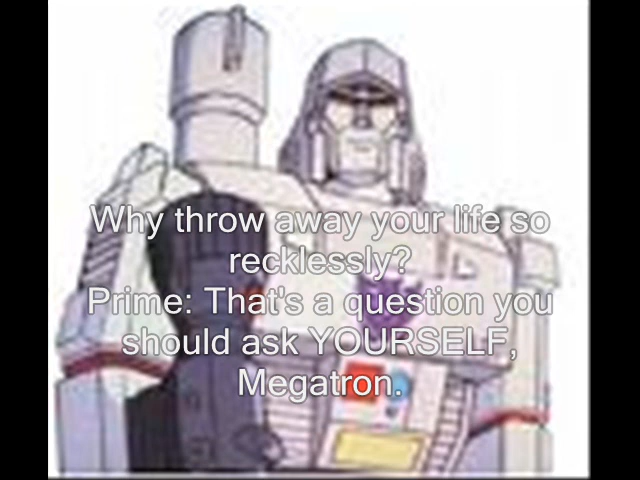 Why throw away your life so
recklessly?
Prime: That's a question you
should ask YOURSELF,
Megatron.